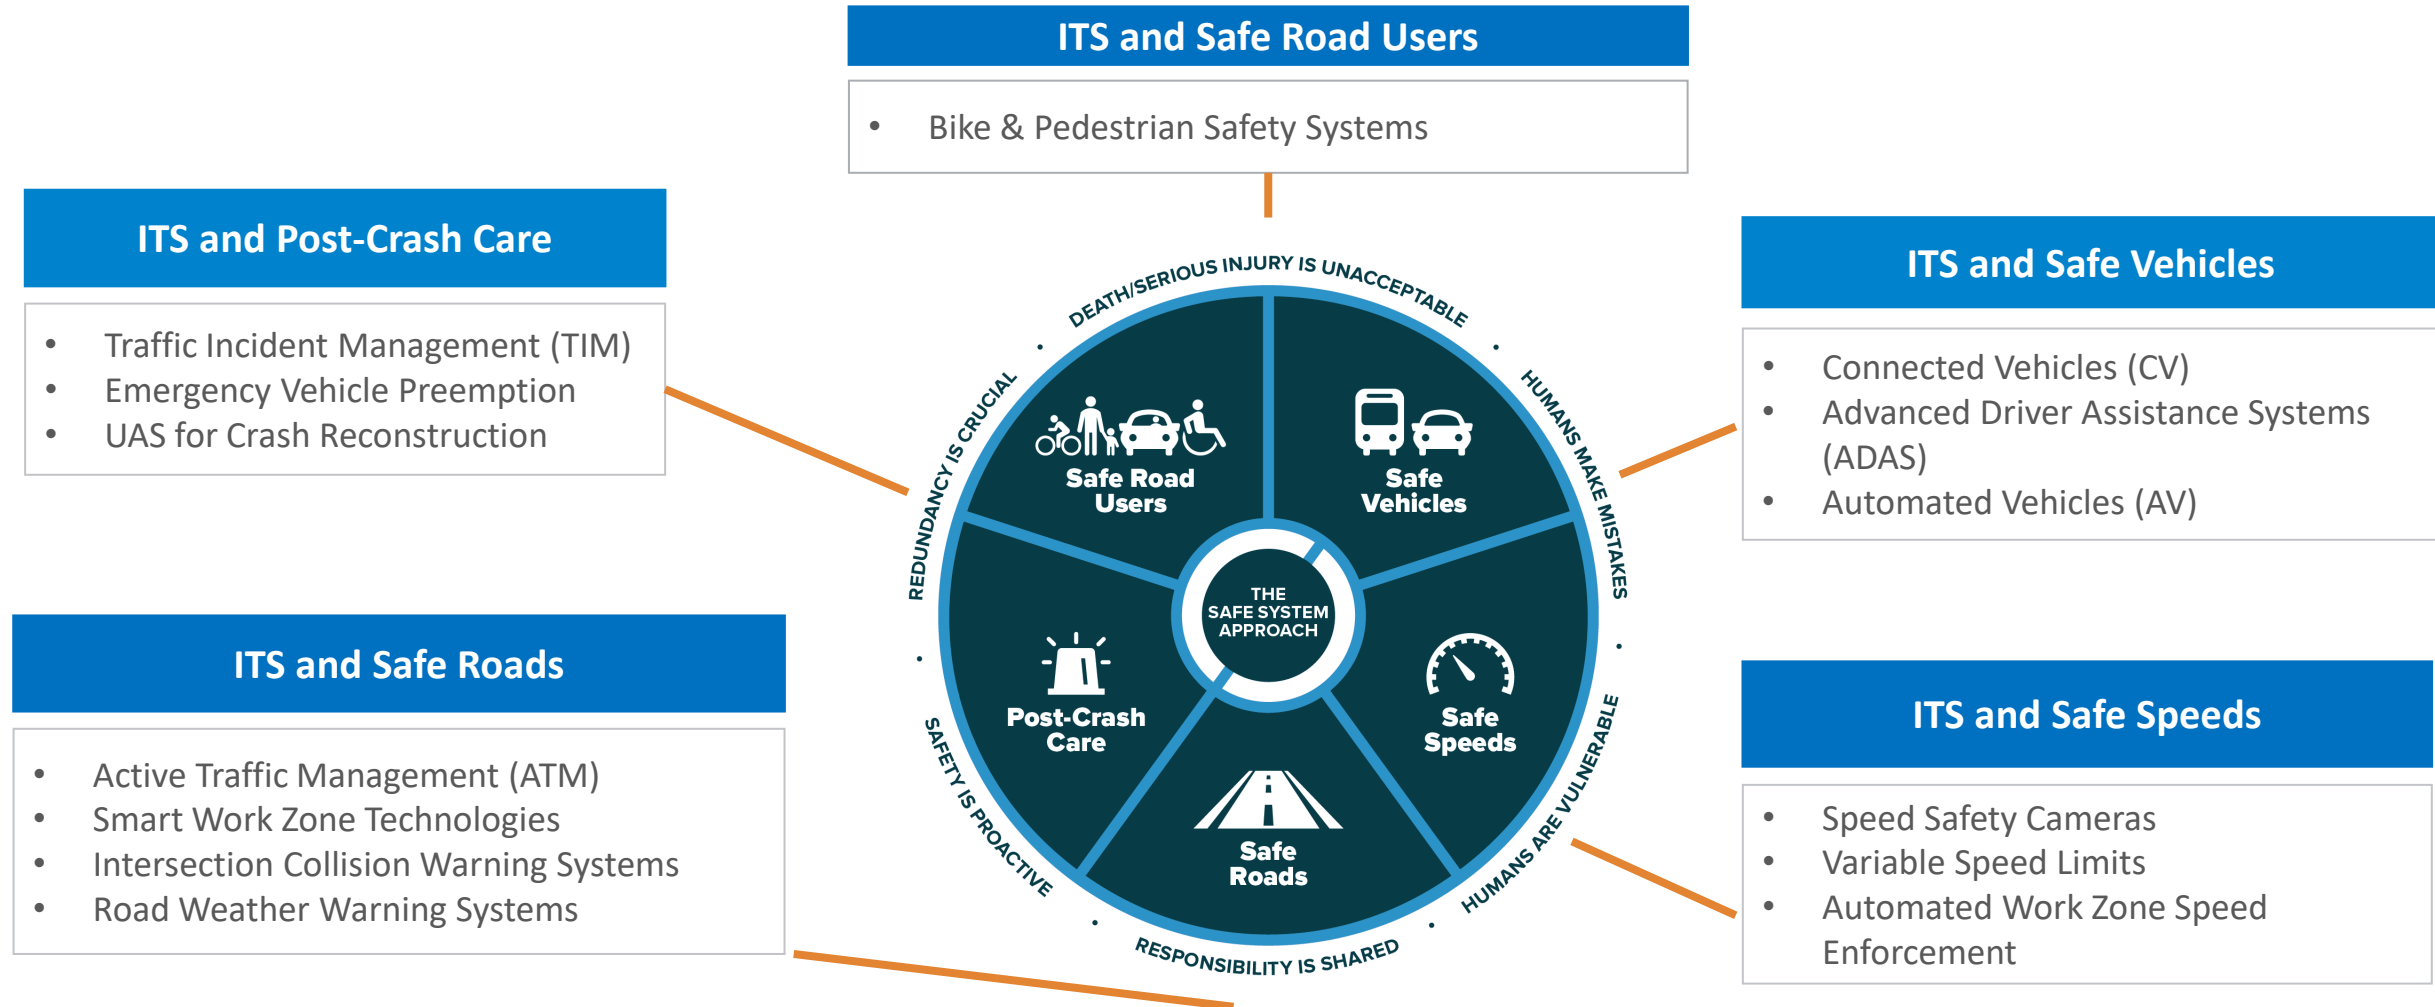 ITS and Safe Road Users
• Bike & Pedestrian Safety Systems
ITS and Post-Crash Care
• Traffic Incident Management (TIM)
• Emergency Vehicle Preemption
• UAS for Crash Reconstruction
ITS and Safe Vehicles
• Connected Vehicles (CV)
• Advanced Driver Assistance Systems
(ADAS)
• Automated Vehicles (AV)
ITS and Safe Roads
• Active Traffic Management (ATM)
• Smart Work Zone Technologies
• Intersection Collision Warning Systems
• Road Weather Warning Systems
ITS and Safe Speeds
• Speed Safety Cameras
• Variable Speed Limits
• Automated Work Zone Speed
Enforcement
DEATH/SERIOUS INJURY IS UNACCEPTABLE
HUMANS MAKE MISTAKES
HUMANS ARE VULNERABLE
RESPONSIBILITY IS SHARED
SAFETY IS PROACTIVE
REDUNDANCY IS CRUCIAL
Safe Road
Users
Safe
Vehicles
Safe
Speeds
Safe
Roads
Post-Crash
Care
THE
SAFE SYSTEM
APPROACH